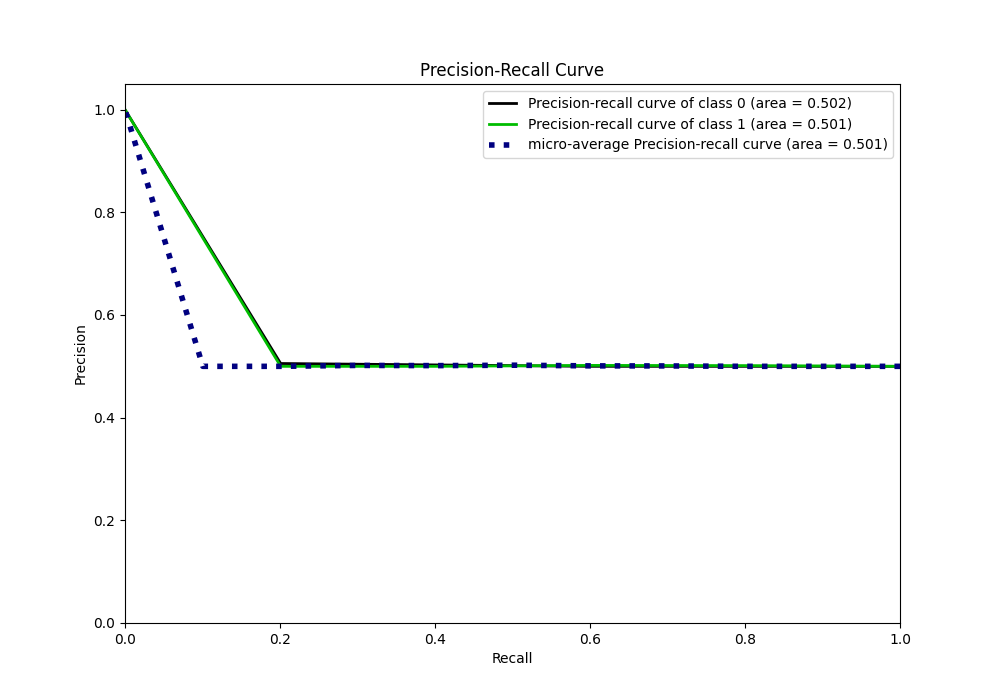 Precision-Recall Curve
Precision-recall curve of class 0 (area = 0.502)
Precision-recall curve of class 1 (area = 0.501)
micro-average Precision-recall curve (area = 0.501)
1.0
0.8
0.6
0.4
0.2
0.0
Precision
0.0 0.2 0.4 0.6 0.8 1.0
Recall